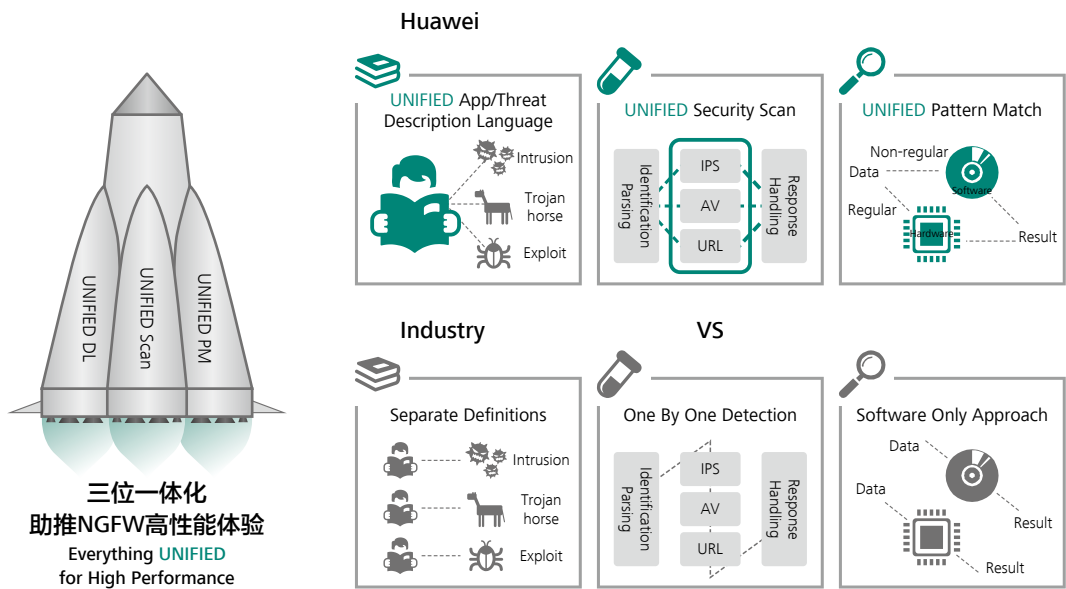 Huawei
UNIFIED App/Threat
Description Language
Intrusion
Trojan
horse
Exploit
UNIFIED Security Scan
Identification
Parsing
IPS
AV
URL
Response
Handling
UNIFIED Pattern Match
Non-regular
Data
Software
Regular
Hardware
Result
UNIFIED DL
UNIFIED Scan
UNIFIED PM
三位一体化
助推NGFW高性能体验
Everything UNIFIED
for High Performance
Industry
VS
Separate Definitions
Intrusion
Trojan
horse
Exploit
One By One Detection
Identification
Parsing
IPS
AV
URL
Response
Handling
Software Only Approach
Data
Data
Result
Result